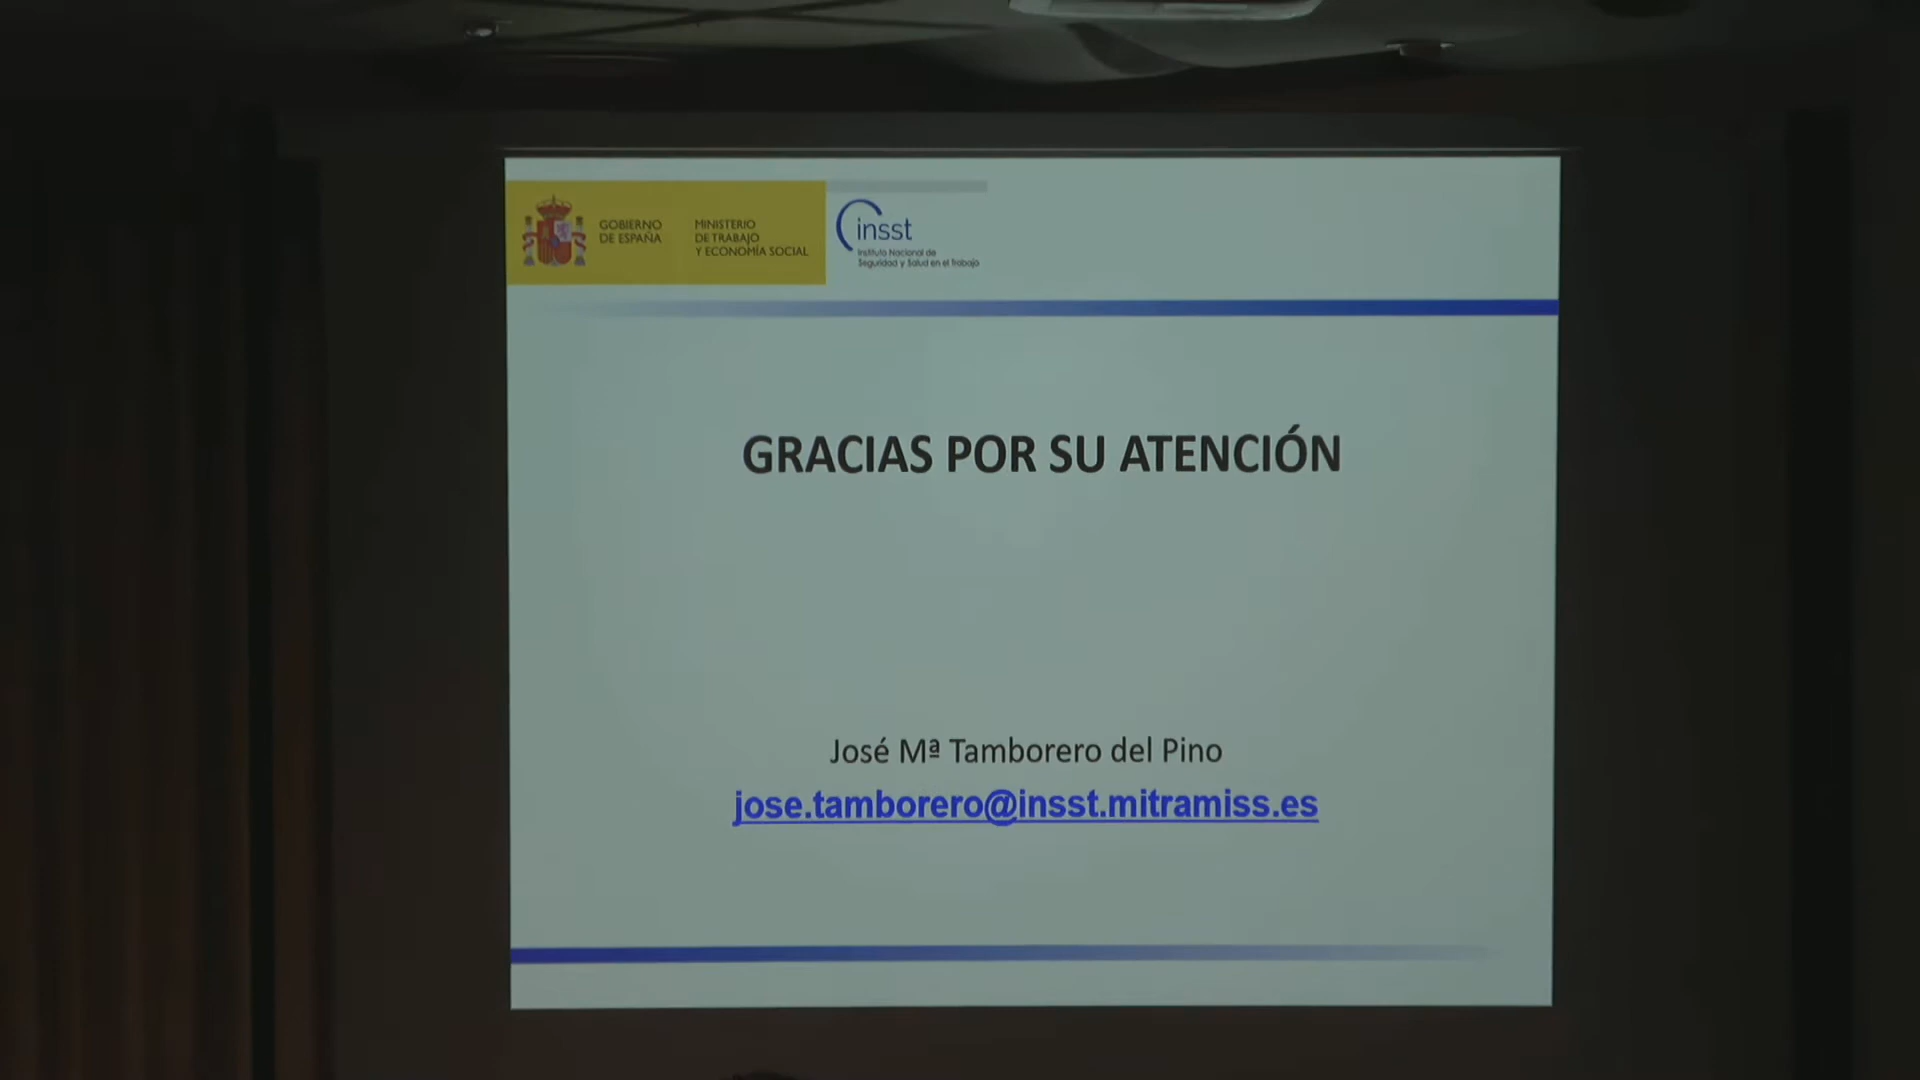 GOBIERNO
DE ESPAÑA
MINISTERIO
DE TRABAJO
Y ECONOMÍA SOCIAL
insst
Instituto Nacional de
Seguridad y Salud en el Trabajo
GRACIAS POR SU ATENCIÓN
José Mª Tamborero del Pino
jose.tamborero@insst.mitramiss.es